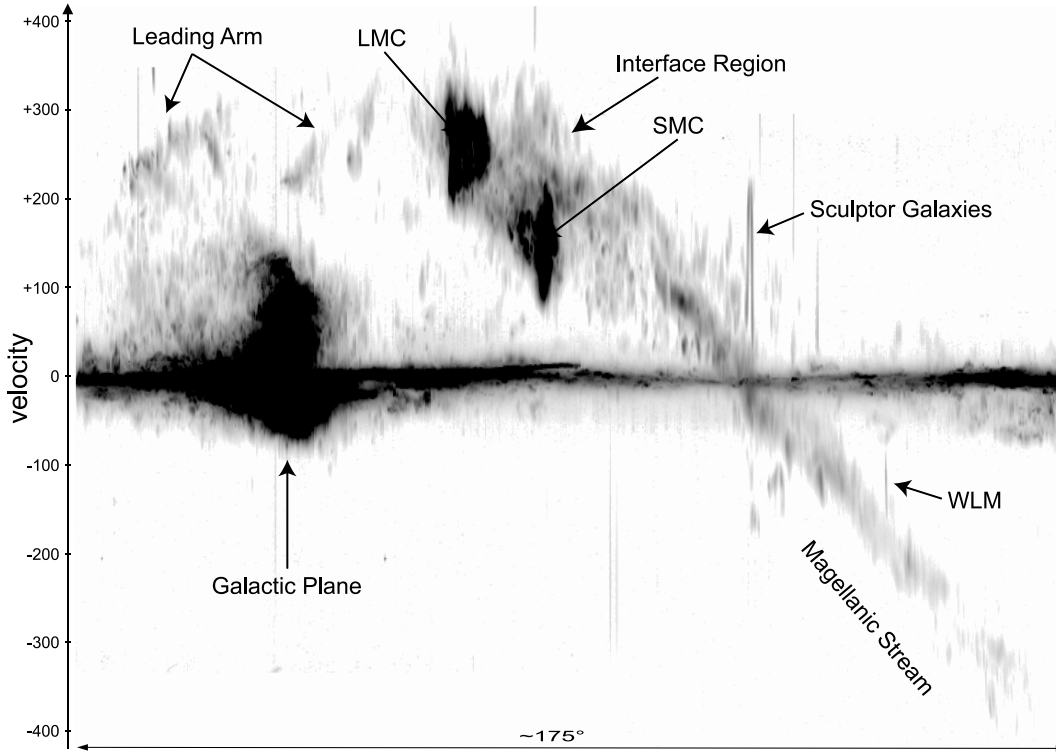 +400
Leading Arm
LMC
Interface Region
+300
SMC
+200
Sculptor Galaxies
+100
velocity
0
-100
WLM
-200
Galactic Plane
Magellanic Stream
-300
-400
~175°